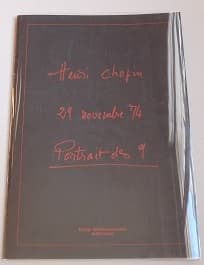 Henri Chopin
29 novembre 74
Portrait des 9